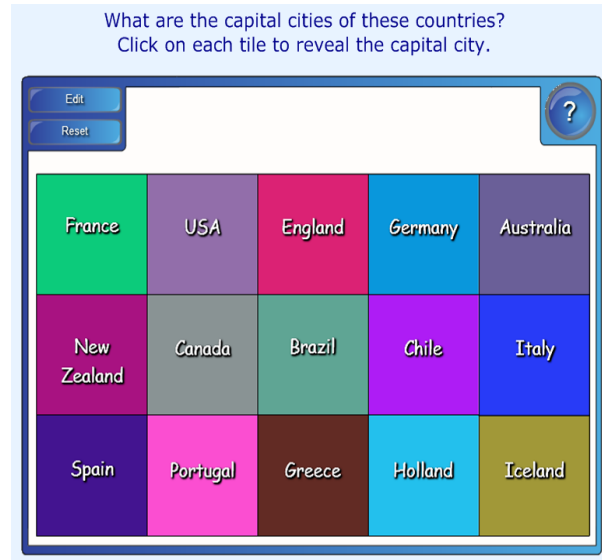 What are the capital cities of these countries?
Click on each tile to reveal the capital city.
Edit
?
Reset
France
USA
England
Germany
Australia
New
Zealand
Canada
Brazil
Chile
Italy
Spain
Portugal
Greece
Holland
Iceland